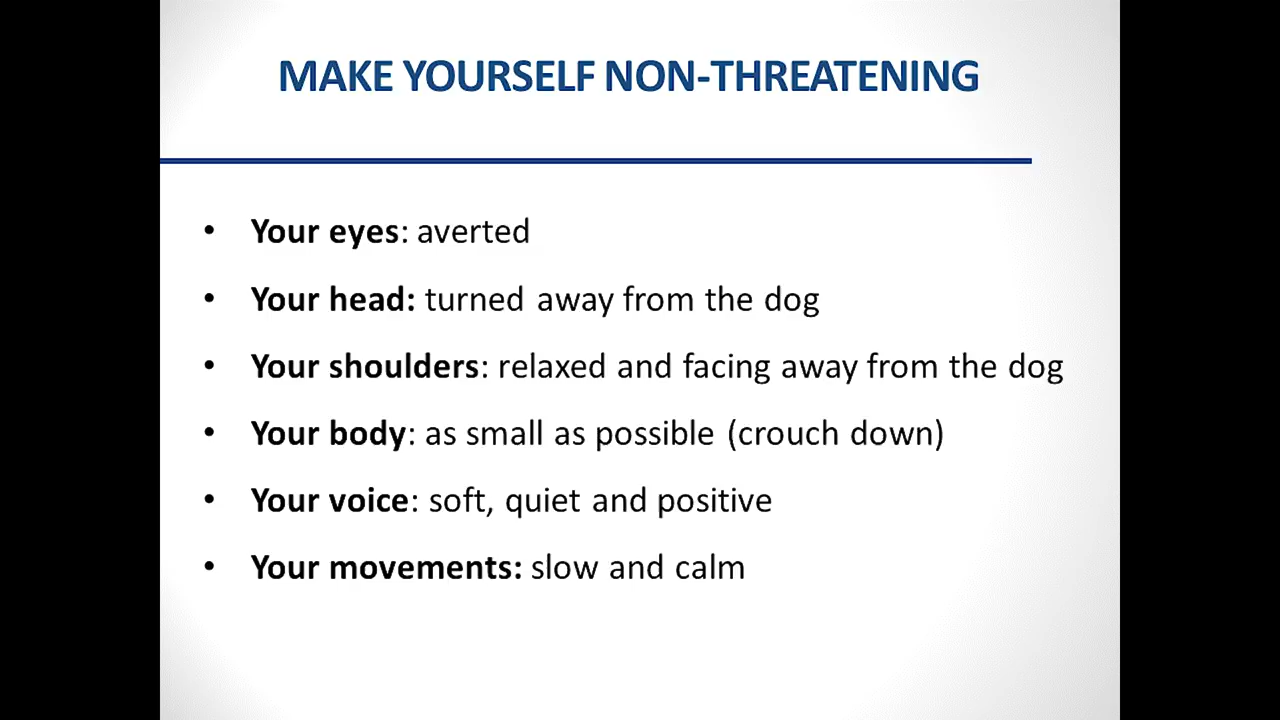 MAKE YOURSELF NON-THREATENING
• Your eyes: averted
• Your head: turned away from the dog
• Your shoulders: relaxed and facing away from the dog
• Your body: as small as possible (crouch down)
• Your voice: soft, quiet and positive
• Your movements: slow and calm